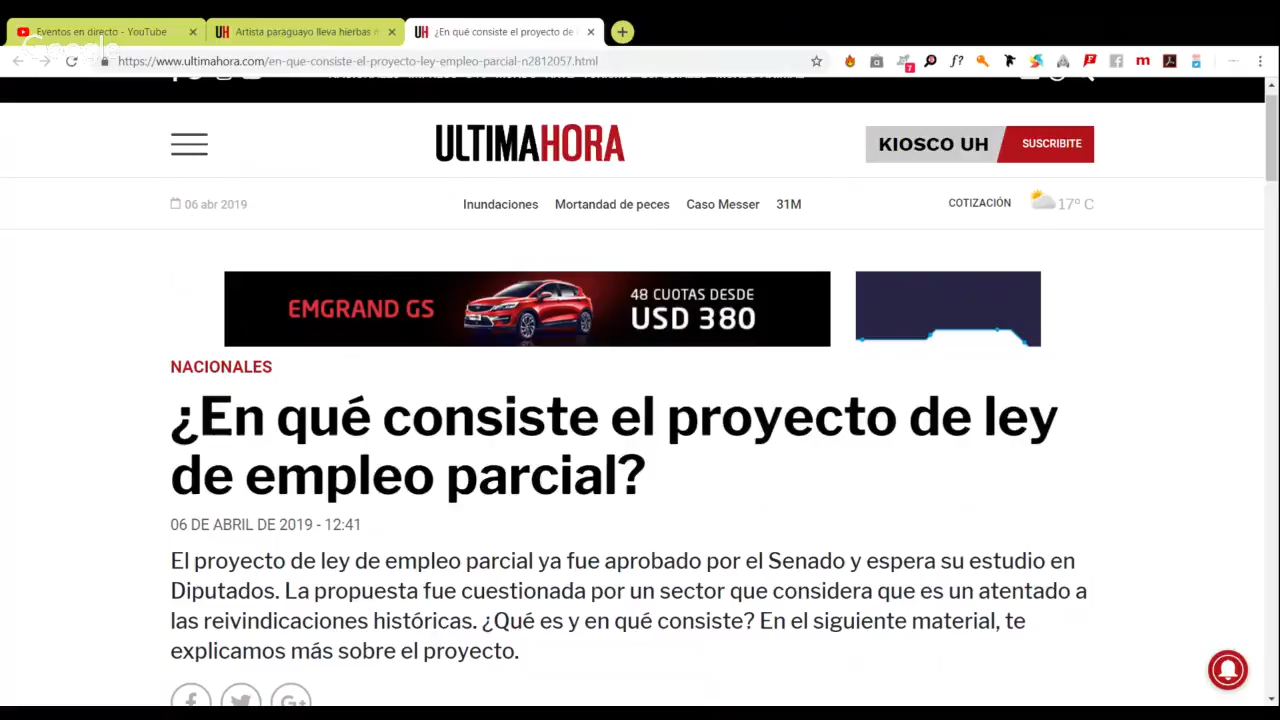 Eventos en directo - YouTube
Artista paraguayo lleva hierbas
¿En qué consiste el proyecto de
Google
https://www.ultimahora.com/en-que-consiste-el-proyecto-ley-empleo-parcial-n2812057.html
f?
7
m
ULTIMAHORA
KIOSCO UH
SUSCRIBITE
06 abr 2019
Inundaciones Mortandad de peces Caso Messer 31M
COTIZACIÓN
17º C
EMGRAND GS
48 CUOTAS DESDE
USD 380
NACIONALES
¿En qué consiste el proyecto de ley
de empleo parcial?
06 DE ABRIL DE 2019 - 12:41
El proyecto de ley de empleo parcial ya fue aprobado por el Senado y espera su estudio en
Diputados. La propuesta fue cuestionada por un sector que considera que es un atentado a
las reivindicaciones históricas. ¿Qué es y en qué consiste? En el siguiente material, te
explicamos más sobre el proyecto.